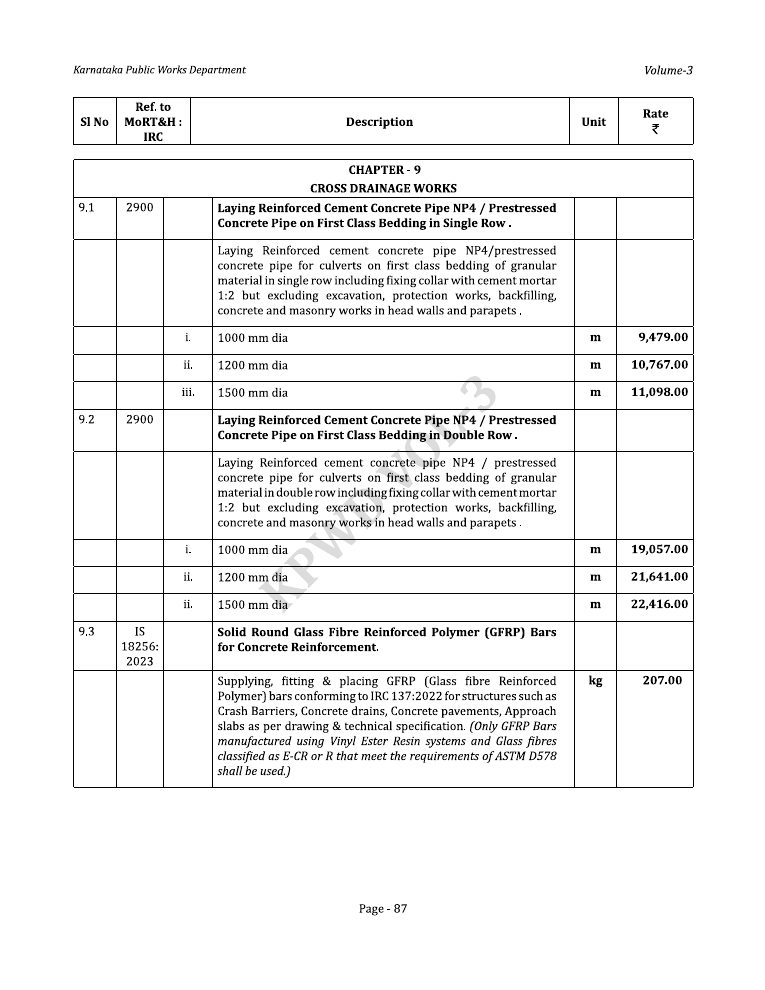 Karnataka Public Works Department
Volume-3
Sl No
Ref. to
MoRT&H :
IRC
Description
Unit
Rate
₹
CHAPTER - 9
CROSS DRAINAGE WORKS
9.1 2900 Laying Reinforced Cement Concrete Pipe NP4 / Prestressed
Concrete Pipe on First Class Bedding in Single Row .
Laying Reinforced cement concrete pipe NP4/prestressed
concrete pipe for culverts on first class bedding of granular
material in single row including fixing collar with cement mortar
1:2 but excluding excavation, protection works, backfilling,
concrete and masonry works in head walls and parapets .
i. 1000 mm dia m 9,479.00
ii. 1200 mm dia m 10,767.00
iii. 1500 mm dia m 11,098.00
9.2 2900 Laying Reinforced Cement Concrete Pipe NP4 / Prestressed
Concrete Pipe on First Class Bedding in Double Row .
Laying Reinforced cement concrete pipe NP4 / prestressed
concrete pipe for culverts on first class bedding of granular
material in double row including fixing collar with cement mortar
1:2 but excluding excavation, protection works, backfilling,
concrete and masonry works in head walls and parapets .
i. 1000 mm dia m 19,057.00
ii. 1200 mm dia m 21,641.00
ii. 1500 mm dia m 22,416.00
9.3 IS
18256:
2023
Solid Round Glass Fibre Reinforced Polymer (GFRP) Bars
for Concrete Reinforcement.
Supplying, fitting & placing GFRP (Glass fibre Reinforced kg 207.00
Polymer) bars conforming to IRC 137:2022 for structures such as
Crash Barriers, Concrete drains, Concrete pavements, Approach
slabs as per drawing & technical specification. (Only GFRP Bars
manufactured using Vinyl Ester Resin systems and Glass fibres
classified as E-CR or R that meet the requirements of ASTM D578
shall be used.)
Page - 87